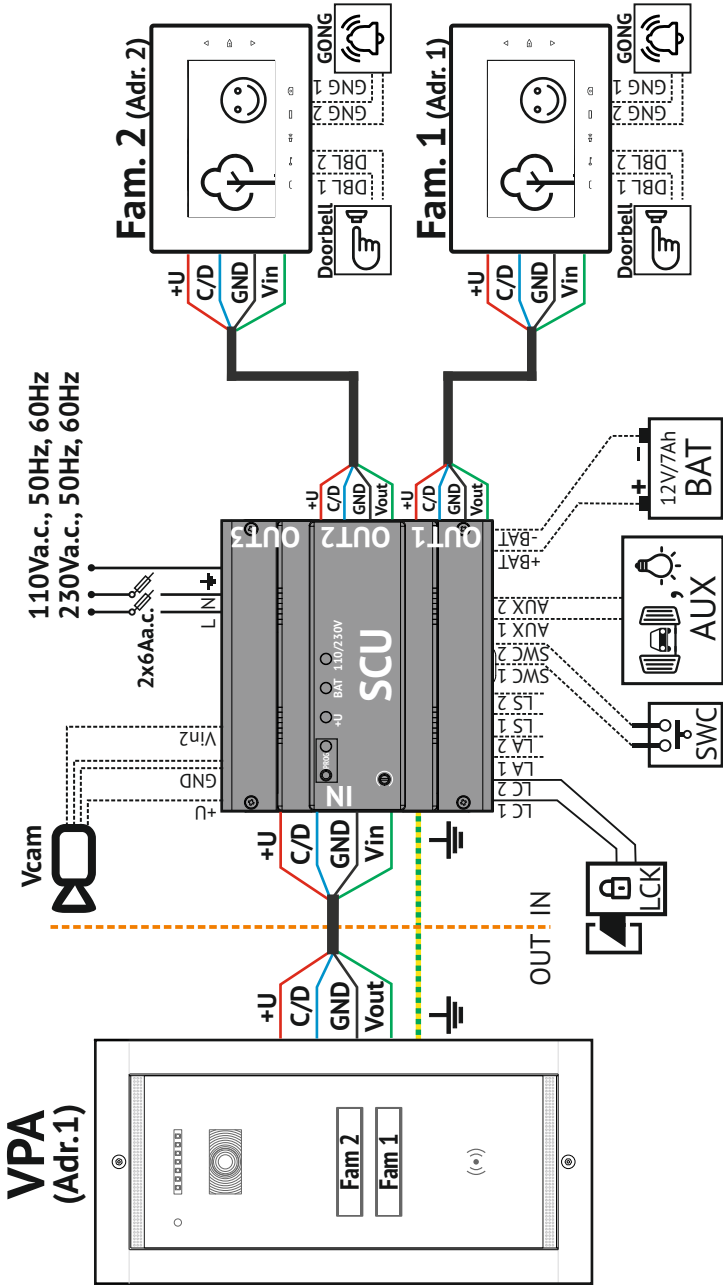 VPA
(Adr.1)
Fam 2
Fam 1
+U
C/D
GND
Vout
OUT
IN
Vcam
+U
GND
Vin2
+U
C/D
GND
Vin
2x6Aa.c.
110Va.c., 50Hz, 60Hz
230Va.c., 50Hz, 60Hz
L
N
IN
PROG
+U
BAT
110/230V
SCU
OUT3
OUT2
OUT1
LC 1
LC 2
LA 1
LA 2
LS 1
LS 2
SWC 1
SWC 2
AUX 1
AUX 2
+BAT
-BAT
LCK
SWC
,
AUX
+
-
12V/7Ah
BAT
+U
C/D
GND
Vout
+U
C/D
GND
Vout
Fam. 2 (Adr. 2)
+U
C/D
GND
Vin
Doorbell
DBL 1
DBL 2
GNG 2
GNG 1
GONG
Fam. 1 (Adr. 1)
+U
C/D
GND
Vin
Doorbell
DBL 1
DBL 2
GNG 2
GNG 1
GONG